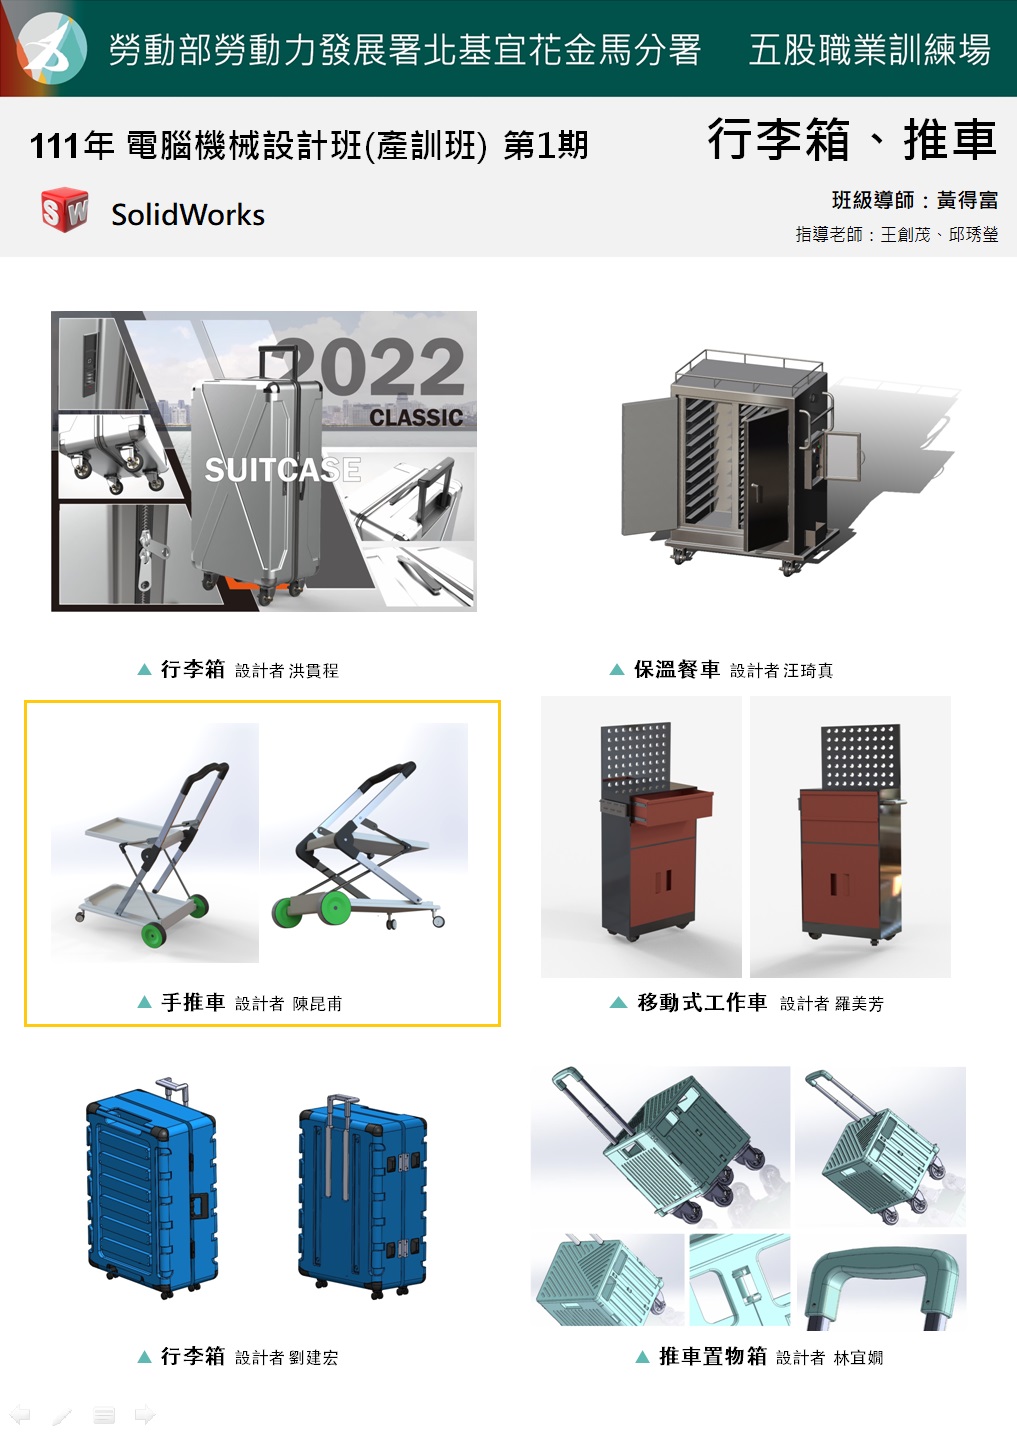 勞動部勞動力發展署北基宜花金馬分署 五股職業訓練場
111年 電腦機械設計班(產訓班) 第1期
行李箱、推車
SW SolidWorks
班級導師：黃得富
指導老師：王創茂、邱琇瑩
2022
CLASSIC
SUITCASE
▲ 行李箱 設計者 洪貫程
▲ 保溫餐車 設計者 汪琦真
▲ 手推車 設計者 陳昆甫
▲ 移動式工作車 設計者 羅美芳
▲ 行李箱 設計者 劉建宏
▲ 推車置物箱 設計者 林宜嫺